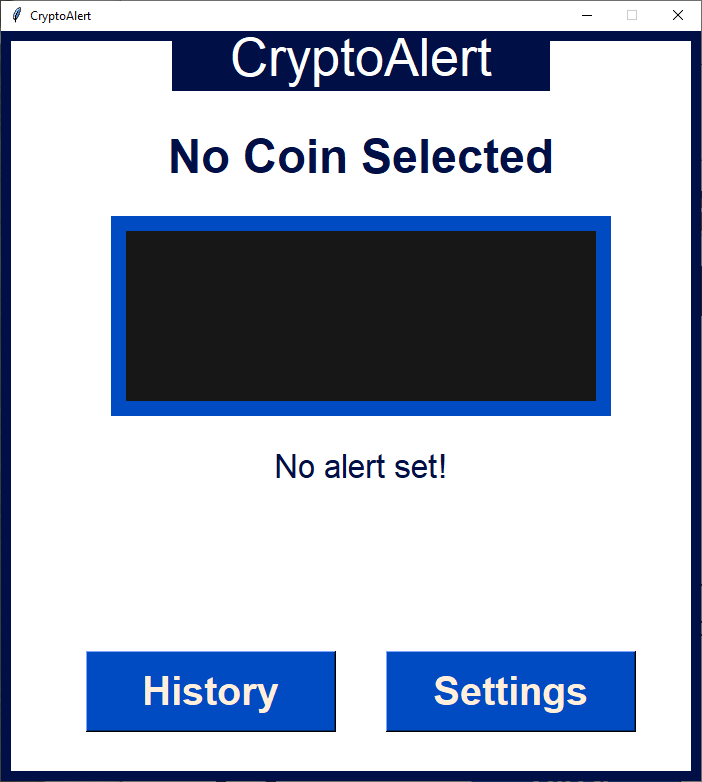 CryptoAlert
CryptoAlert
No Coin Selected
No alert set!
History
Settings